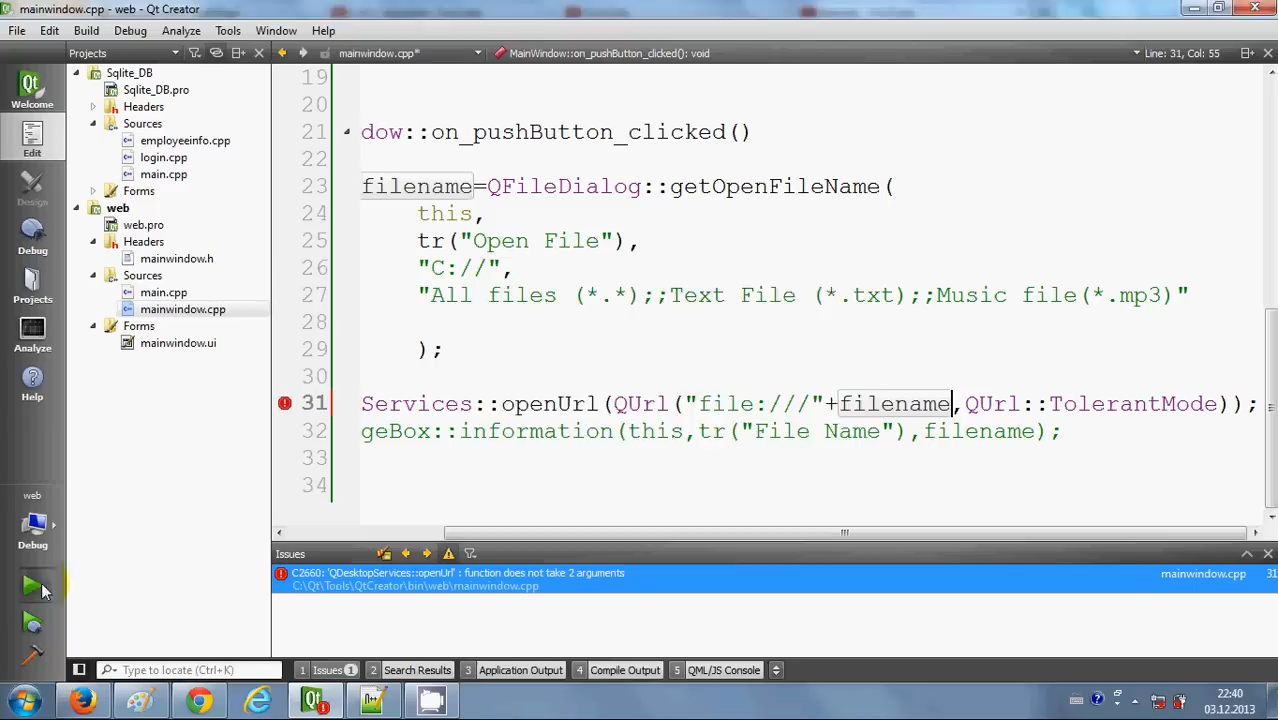 mainwindow.cpp - web - Qt Creator
File Edit Build Debug Analyze Tools Window Help
Projects mainwindow.cpp* MainWindow::on_pushButton_clicked(): void Line: 31, Col: 55
Welcome
Edit
Design
Debug
Projects
Analyze
Help
web
Debug
Sqlite_DB
Sqlite_DB.pro
Headers
Sources
employeeinfo.cpp
login.cpp
main.cpp
Forms
web
web.pro
Headers
mainwindow.h
Sources
main.cpp
mainwindow.cpp
Forms
mainwindow.ui
19
20
21 dow::on_pushButton_clicked()
22
23 filename=QFileDialog::getOpenFileName(
24 this,
25 tr("Open File"),
26 "C://",
27 "All files (*.*);;Text File (*.txt);;Music file(*.mp3)"
28
29 );
30
31 Services::openUrl(QUrl("file:///"+filename,QUrl::TolerantMode));
32 geBox::information(this,tr("File Name"),filename);
33
34
Issues
C2660: 'QDesktopServices::openUrl' : function does not take 2 arguments mainwindow.cpp 31
C:\Qt\Tools\QtCreator\bin\web\mainwindow.cpp
Type to locate (Ctrl+K) 1 Issues 1 2 Search Results 3 Application Output 4 Compile Output 5 QML/JS Console
22:40
03.12.2013